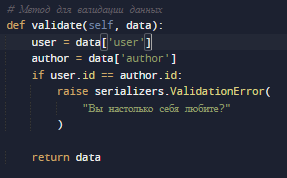 # Метод для валидации данных
def validate(self, data):
    user = data['user']
    author = data['author']
    if user.id == author.id:
        raise serializers.ValidationError(
            "Вы настолько себя любите?"
        )

    return data